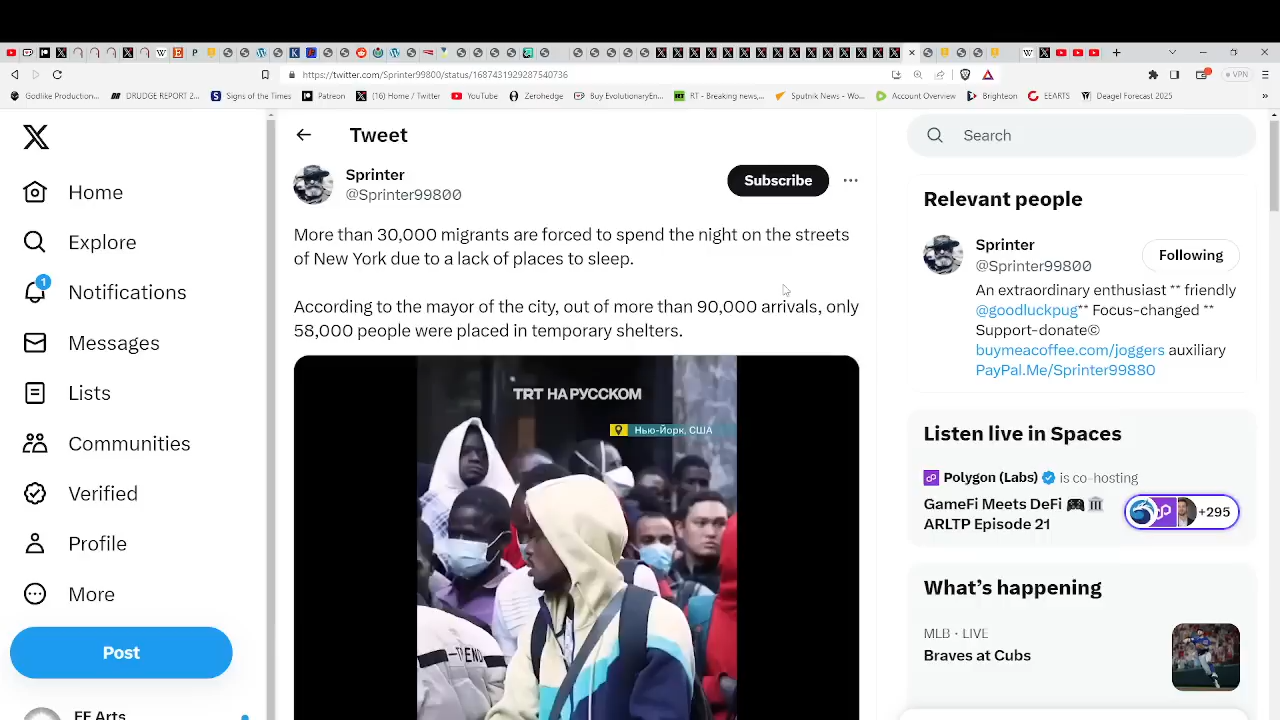 https://twitter.com/Sprinter99800/status/1687431929287540736
VPN
Godlike Production...
DRUDGE REPORT 2...
Signs of the Times
Patreon
(16) Home / Twitter
YouTube
Zerohedge
Buy EvolutionaryEn...
RT - Breaking news,...
Sputnik News - Wo...
Account Overview
Brighteon
EEARTS
Deagel Forecast 2025
»
Home
Explore
1
Notifications
Messages
Lists
Communities
Verified
Profile
More
Post
EE Arts
Tweet
Sprinter
@Sprinter99800
Subscribe
More than 30,000 migrants are forced to spend the night on the streets
of New York due to a lack of places to sleep.
According to the mayor of the city, out of more than 90,000 arrivals, only
58,000 people were placed in temporary shelters.
TRT НА РУССКОМ
Нью-Йорк, США
Search
Relevant people
Sprinter
@Sprinter99800
Following
An extraordinary enthusiast ** friendly
@goodluckpug** Focus-changed **
Support-donate©
buymeacoffee.com/joggers auxiliary
PayPal.Me/Sprinter99880
Listen live in Spaces
Polygon (Labs) is co-hosting
GameFi Meets DeFi 🎮 🏛
ARLTP Episode 21
+295
What's happening
MLB · LIVE
Braves at Cubs